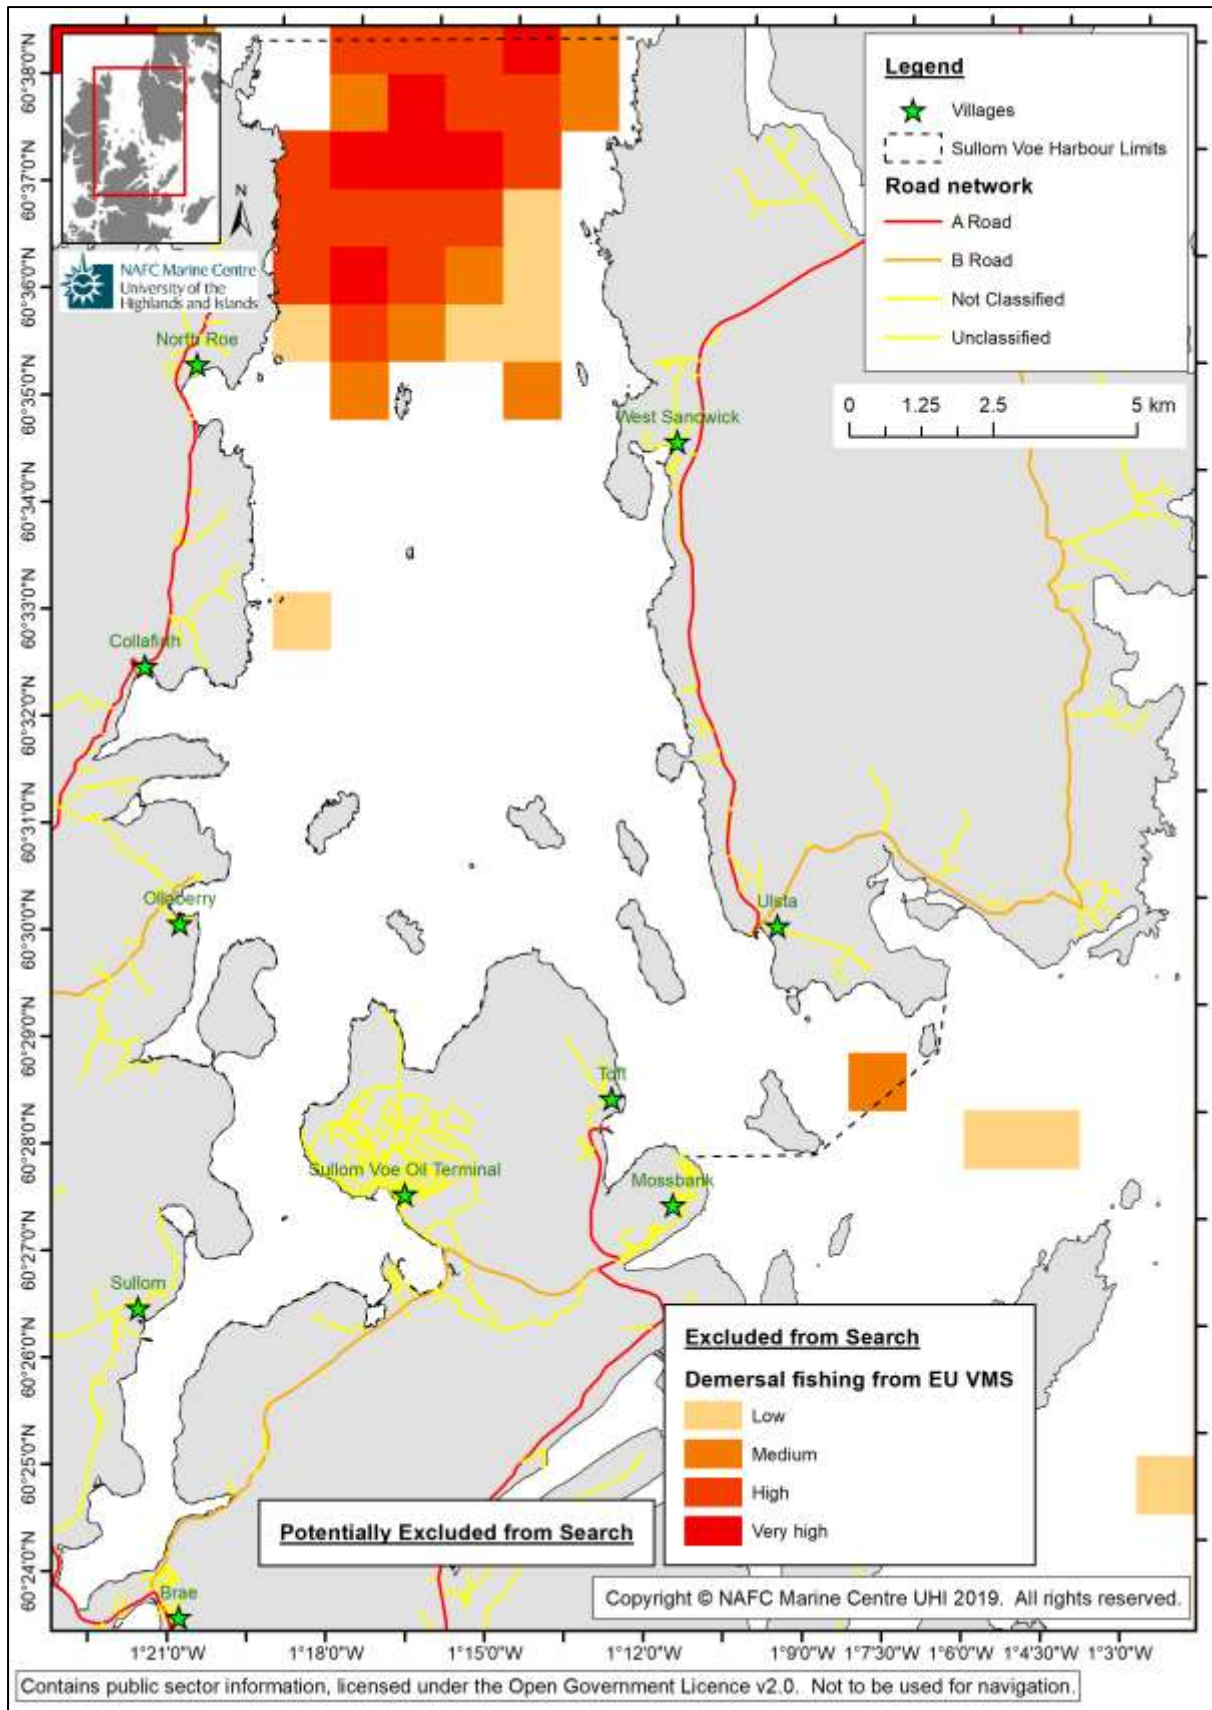 60°38'0"N
60°37'0"N
60°36'0"N
60°35'0"N
60°34'0"N
60°33'0"N
60°32'0"N
60°31'0"N
60°30'0"N
60°29'0"N
60°28'0"N
60°27'0"N
60°26'0"N
60°25'0"N
60°24'0"N
N
NAFC Marine Centre
University of the
Highlands and Islands
Legend
Villages
Sullom Voe Harbour Limits
Road network
A Road
B Road
Not Classified
Unclassified
0 1.25 2.5 5 km
North Roe
West Sandwick
Collafirth
Ollaberry
Ulsta
Toft
Sullom Voe Oil Terminal
Mossbank
Sullom
Brae
Excluded from Search
Demersal fishing from EU VMS
Low
Medium
High
Very high
Potentially Excluded from Search
Copyright © NAFC Marine Centre UHI 2019. All rights reserved.
1°21'0"W 1°18'0"W 1°15'0"W 1°12'0"W 1°9'0"W 1°7'30"W 1°6'0"W 1°4'30"W 1°3'0"W
Contains public sector information, licensed under the Open Government Licence v2.0. Not to be used for navigation.